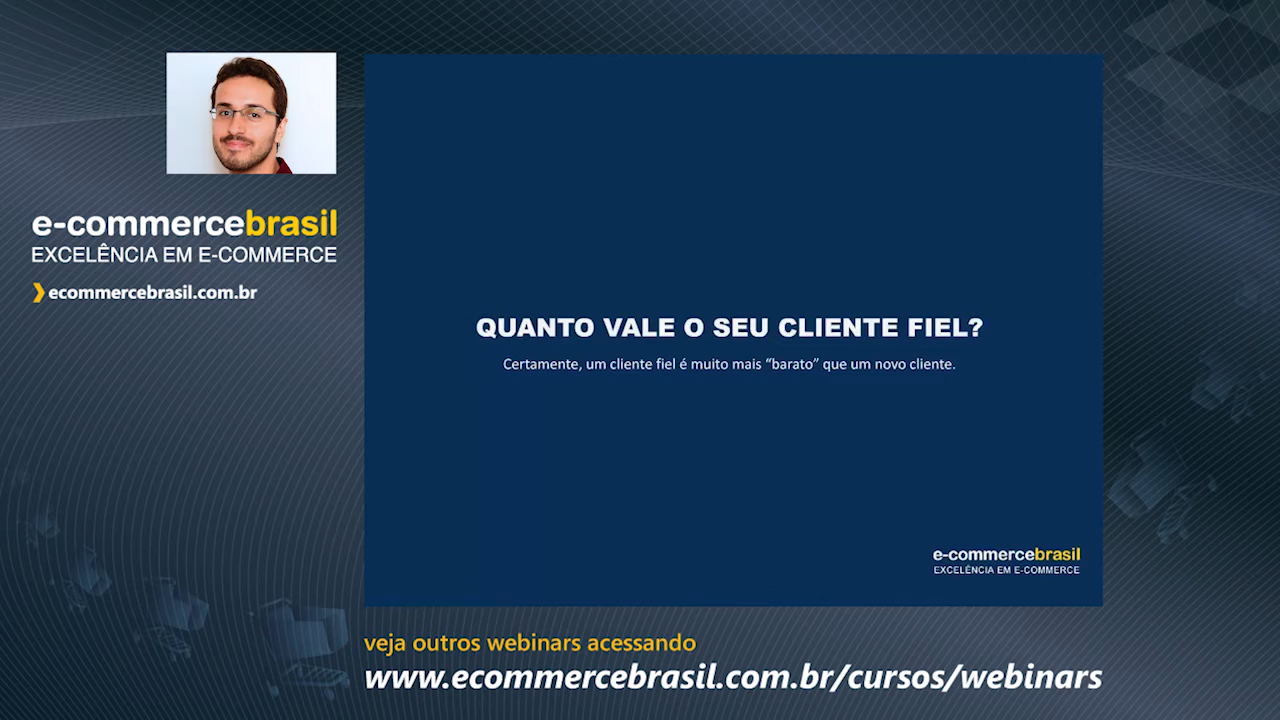 e-commercebrasil
EXCELÊNCIA EM E-COMMERCE
ecommercebrasil.com.br
QUANTO VALE O SEU CLIENTE FIEL?
Certamente, um cliente fiel é muito mais “barato” que um novo cliente.
e-commercebrasil
EXCELÊNCIA EM E-COMMERCE
veja outros webinars acessando
www.ecommercebrasil.com.br/cursos/webinars